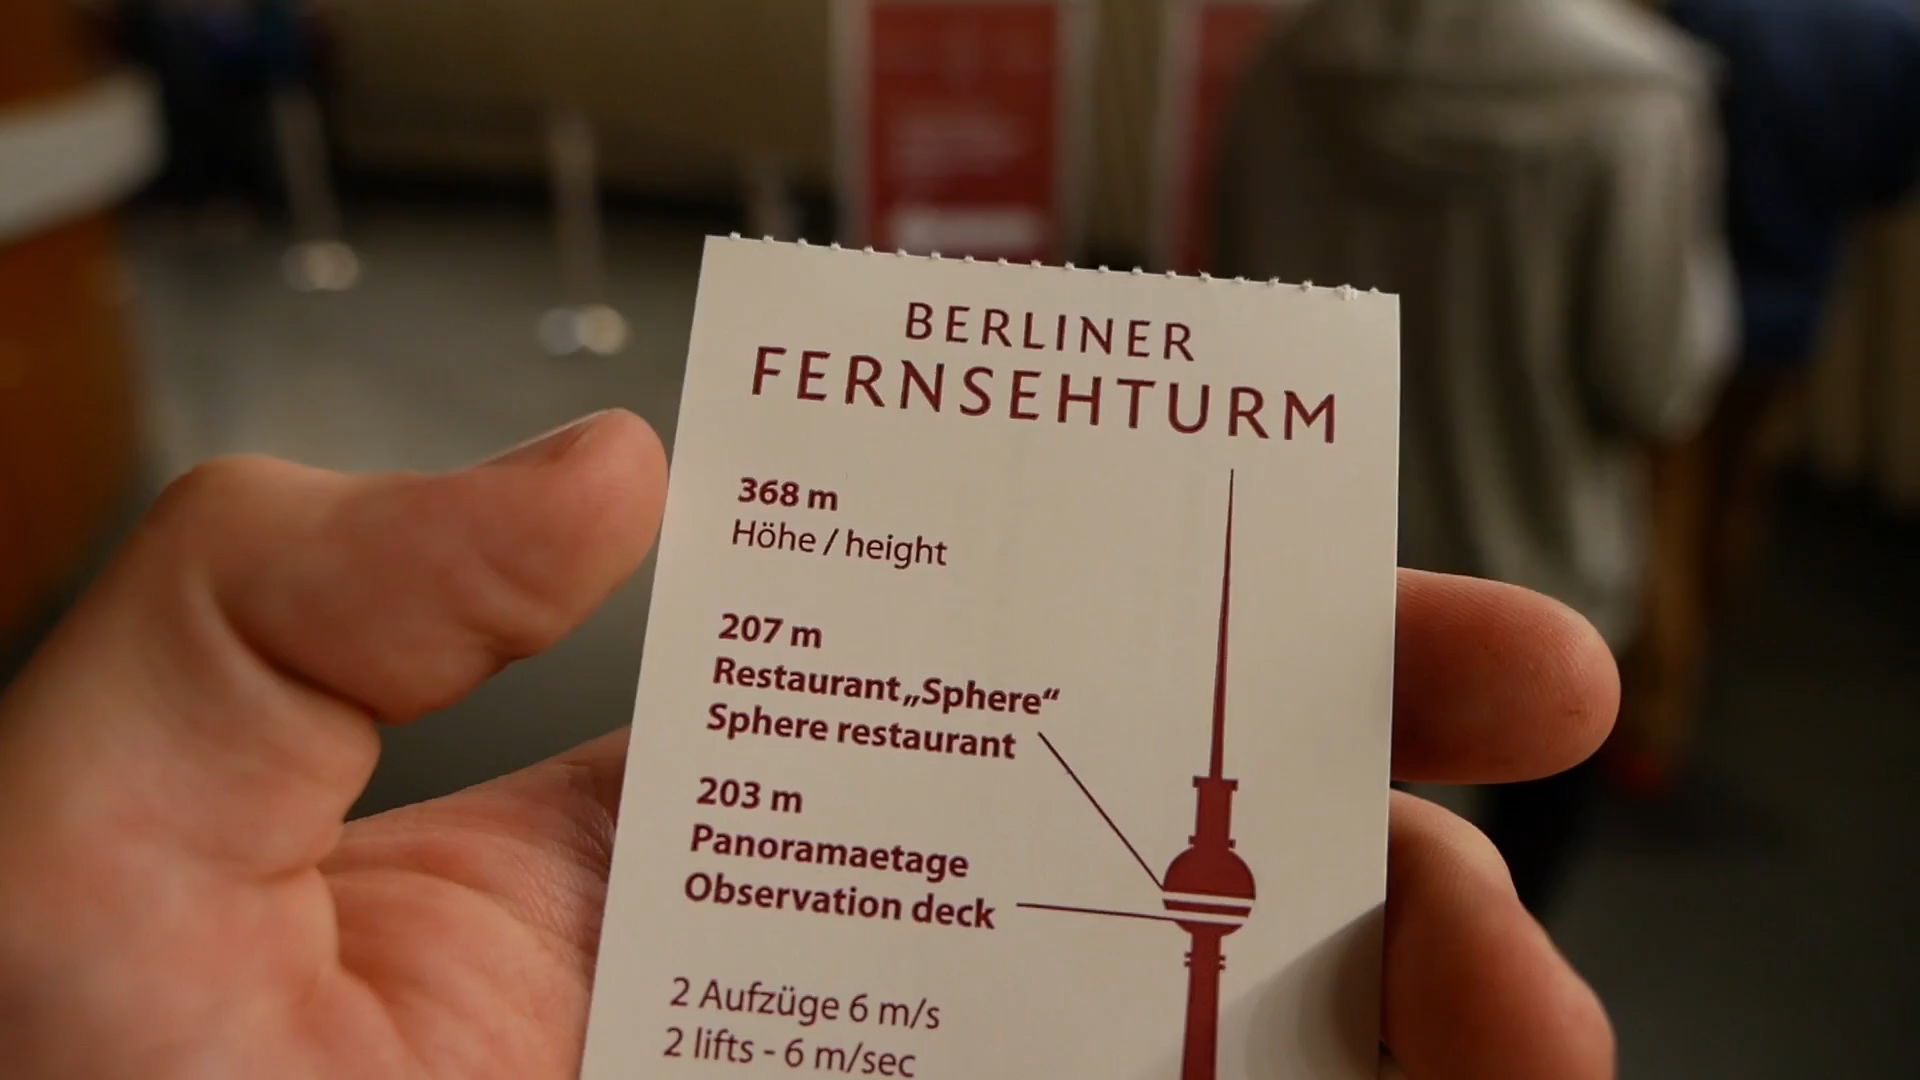 BERLINER
FERNSEHTURM
368 m
Höhe / height
207 m
Restaurant „Sphere“
Sphere restaurant
203 m
Panoramaetage
Observation deck
2 Aufzüge 6 m/s
2 lifts - 6 m/sec